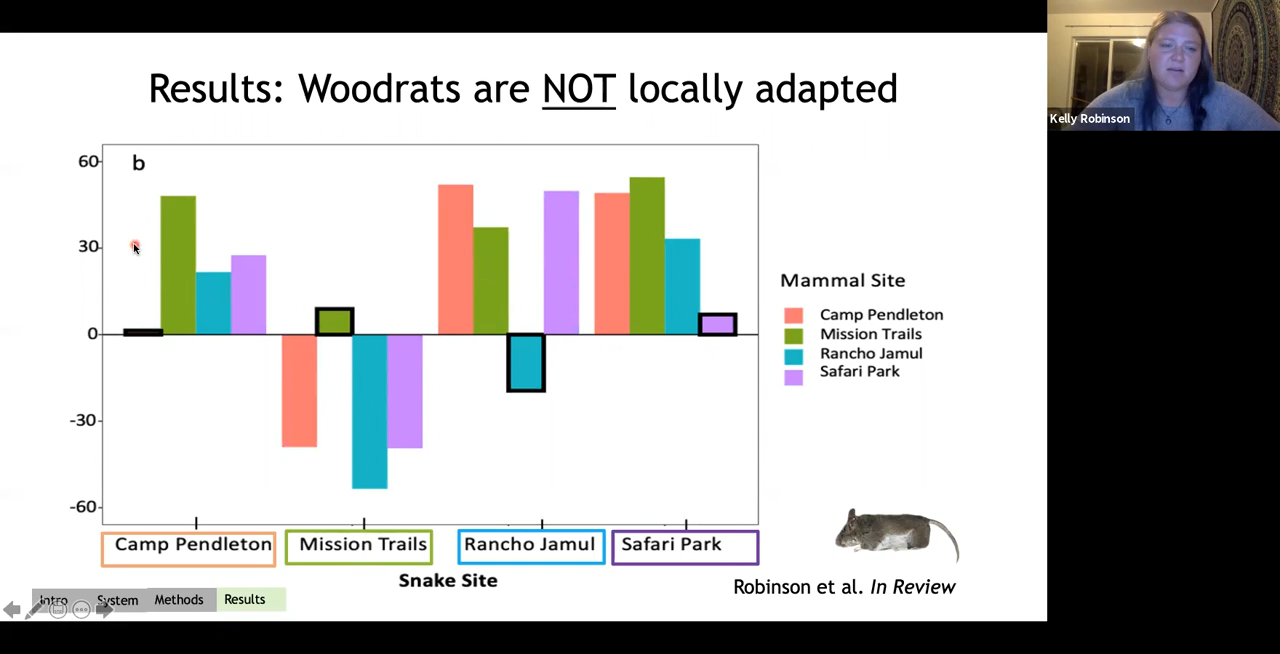 Results: Woodrats are NOT locally adapted
Kelly Robinson
60
b
30
0
-30
-60
Mammal Site
Camp Pendleton
Mission Trails
Rancho Jamul
Safari Park
Camp Pendleton
Mission Trails
Rancho Jamul
Safari Park
Snake Site
Robinson et al. In Review
Intro
System
Methods
Results